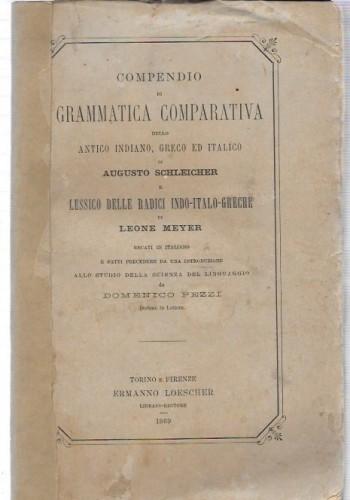 COMPENDIO
DI
GRAMMATICA COMPARATIVA
DELLO
ANTICO INDIANO, GRECO ED ITALICO
DI
AUGUSTO SCHLEICHER
E
LESSICO DELLE RADICI INDO-ITALO-GRECHE
DI
LEONE MEYER
RECATI IN ITALIANO
E FATTI PRECEDERE DA UNA INTRODUZIONE
ALLO STUDIO DELLA SCIENZA DEL LINGUAGGIO
da
DOMENICO PEZZI
Dottore in Lettere.
TORINO E FIRENZE
ERMANNO LOESCHER
LIBRAIO-EDITORE
1869